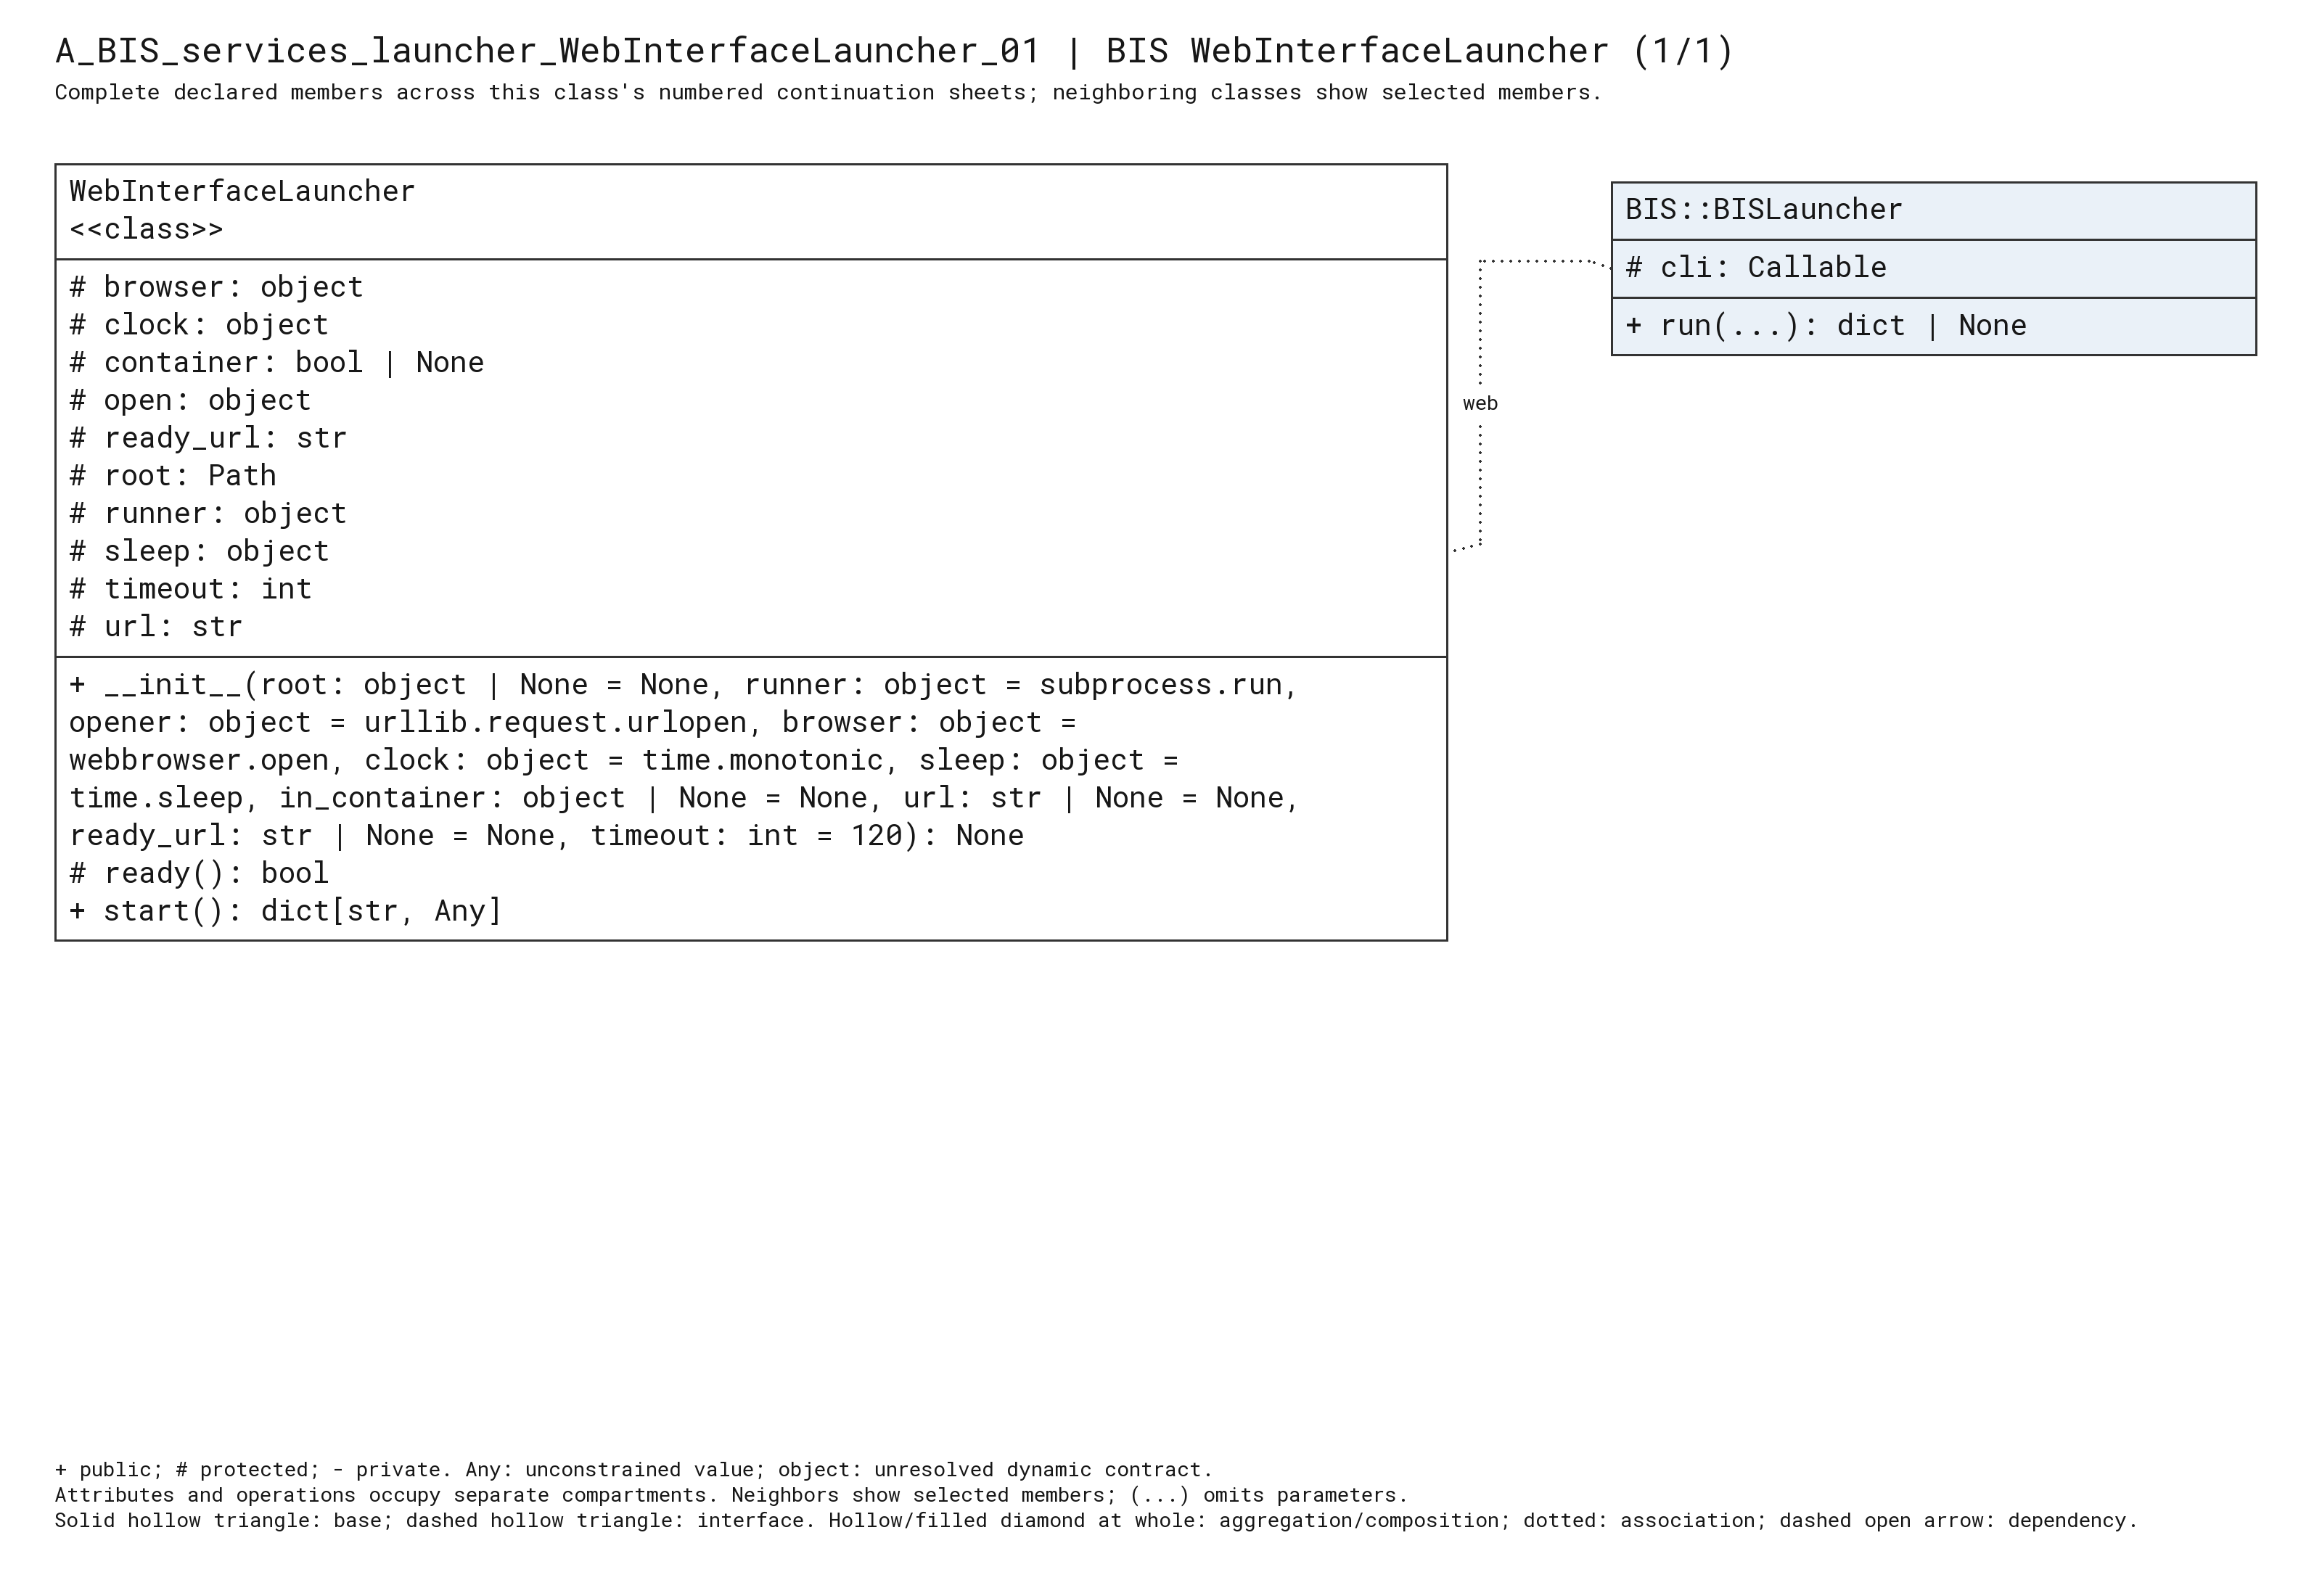 A_BIS_services_launcher_WebInterfaceLauncher_01 | BIS WebInterfaceLauncher (1/1)
Complete declared members across this class's numbered continuation sheets; neighboring classes show selected members.
WebInterfaceLauncher
<<class>>
# browser: object
# clock: object
# container: bool | None
# open: object
# ready_url: str
# root: Path
# runner: object
# sleep: object
# timeout: int
# url: str
+ __init__(root: object | None = None, runner: object = subprocess.run,
opener: object = urllib.request.urlopen, browser: object =
webbrowser.open, clock: object = time.monotonic, sleep: object =
time.sleep, in_container: object | None = None, url: str | None = None,
ready_url: str | None = None, timeout: int = 120): None
# ready(): bool
+ start(): dict[str, Any]
web
BIS::BISLauncher
# cli: Callable
+ run(...): dict | None
+ public; # protected; - private. Any: unconstrained value; object: unresolved dynamic contract.
Attributes and operations occupy separate compartments. Neighbors show selected members; (...) omits parameters.
Solid hollow triangle: base; dashed hollow triangle: interface. Hollow/filled diamond at whole: aggregation/composition; dotted: association; dashed open arrow: dependency.